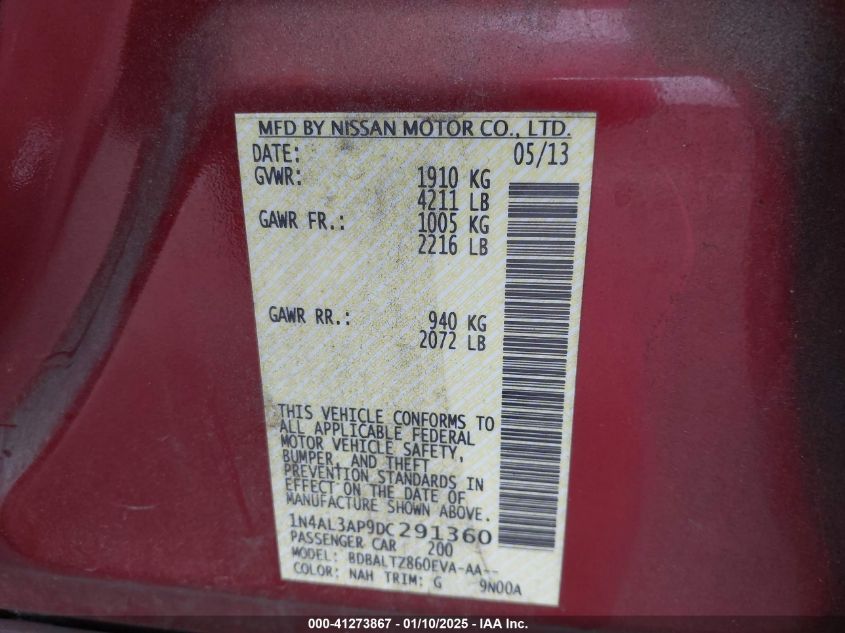 MFD BY NISSAN MOTOR CO., LTD.
DATE: 05/13
GVWR: 1910 KG
4211 LB
GAWR FR.: 1005 KG
2216 LB
GAWR RR.: 940 KG
2072 LB
THIS VEHICLE CONFORMS TO
ALL APPLICABLE FEDERAL
MOTOR VEHICLE SAFETY,
BUMPER, AND THEFT
PREVENTION STANDARDS IN
EFFECT ON THE DATE OF
MANUFACTURE SHOWN ABOVE.
1N4AL3AP9DC291360
PASSENGER CAR 200
MODEL: BDBALTZ860EVA-AA--
COLOR: NAH TRIM: G 9N00A
000-41273867 - 01/10/2025 - IAA Inc.